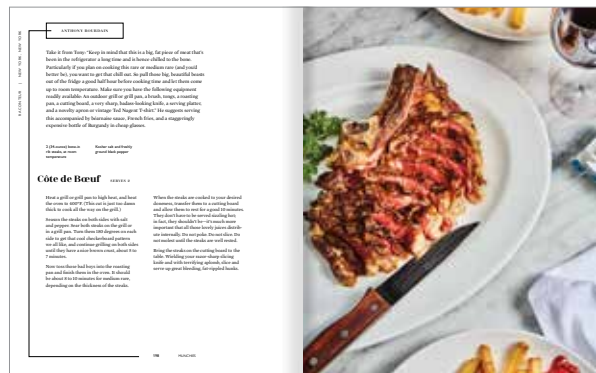 ANTHONY BOURDAIN
Take it from Tony: "Keep in mind that this is a big, fat piece of meat that's
been in the refrigerator a long time and is hence chilled to the bone.
Particularly if you plan on cooking this rare or medium rare (and you'd
better be), you want to get that chill out. So pull those big, beautiful beasts
out of the fridge a good half hour before cooking time and let them come
up to room temperature. Make sure you have the following equipment
readily available: An outdoor grill or grill pan, a brush, tongs, a roasting
pan, a cutting board, a very sharp, badass-looking knife, a serving platter,
and a novelty apron or vintage Ted Nugent T-shirt." He suggests serving
this accompanied by béarnaise sauce, French fries, and a staggeringly
expensive bottle of Burgundy in cheap glasses.
2 (24-ounce) bone-in
rib steaks, at room
temperature
Kosher salt and freshly
ground black pepper
Côte de Bœuf
SERVES 4
Heat a grill or grill pan to high heat, and heat
the oven to 400°F. (This cut is just too damn
thick to cook all the way on the grill.)
Season the steaks on both sides with salt
and pepper. Sear both steaks on the grill or
in a grill pan. Turn them 180 degrees on each
side to get that cool checkerboard pattern
we all like, and continue grilling on both sides
until they have a nice brown crust, about 5 to
7 minutes.
Now toss those bad boys into the roasting
pan and finish them in the oven. It should
be about 8 to 10 minutes for medium-rare,
depending on the thickness of the steaks.
When the steaks are cooked to your desired
doneness, transfer them to a cutting board
and allow them to rest for a good 10 minutes.
They don't have to be served sizzling hot;
in fact, they shouldn't be—it's much more
important that all those lovely juices distrib-
ute internally. Do not poke. Do not slice. Do
not molest until the steaks are well rested.
Bring the steaks on the cutting board to the
table. Wielding your same-sharp slicing
knife and with terrifying aplomb, slice and
serve up great bleeding, fat-rippled hunks.
198
MUNCHIES